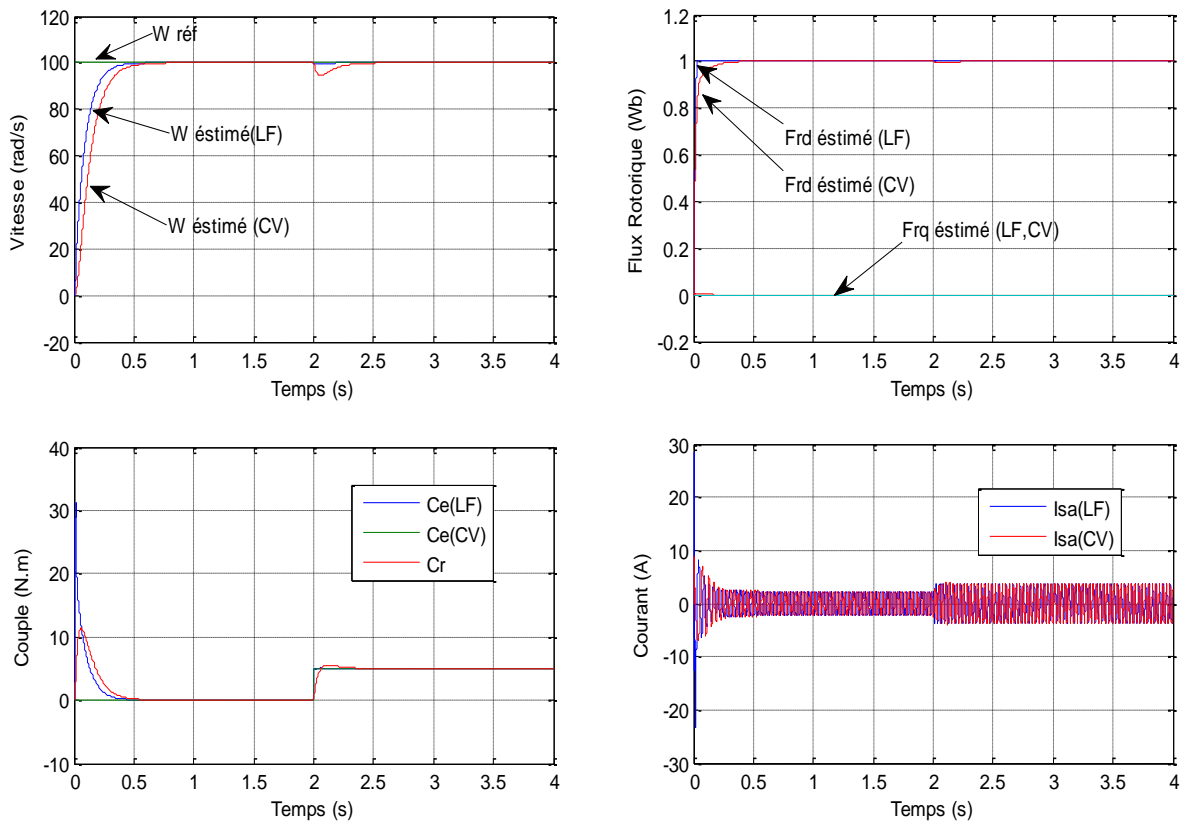 120
100
80
60
40
20
0
-20
Vitesse (rad/s)
W réf
W éstimé(LF)
W éstimé (CV)
0 0.5 1 1.5 2 2.5 3 3.5 4
Temps (s)
1.2
1
0.8
0.6
0.4
0.2
0
-0.2
Flux Rotorique (Wb)
Frd éstimé (LF)
Frd éstimé (CV)
Frq éstimé (LF,CV)
0 0.5 1 1.5 2 2.5 3 3.5 4
Temps (s)
40
30
20
10
0
-10
Couple (N.m)
Ce(LF)
Ce(CV)
Cr
0 0.5 1 1.5 2 2.5 3 3.5 4
Temps (s)
30
20
10
0
-10
-20
-30
Courant (A)
Isa(LF)
Isa(CV)
0 0.5 1 1.5 2 2.5 3 3.5 4
Temps (s)